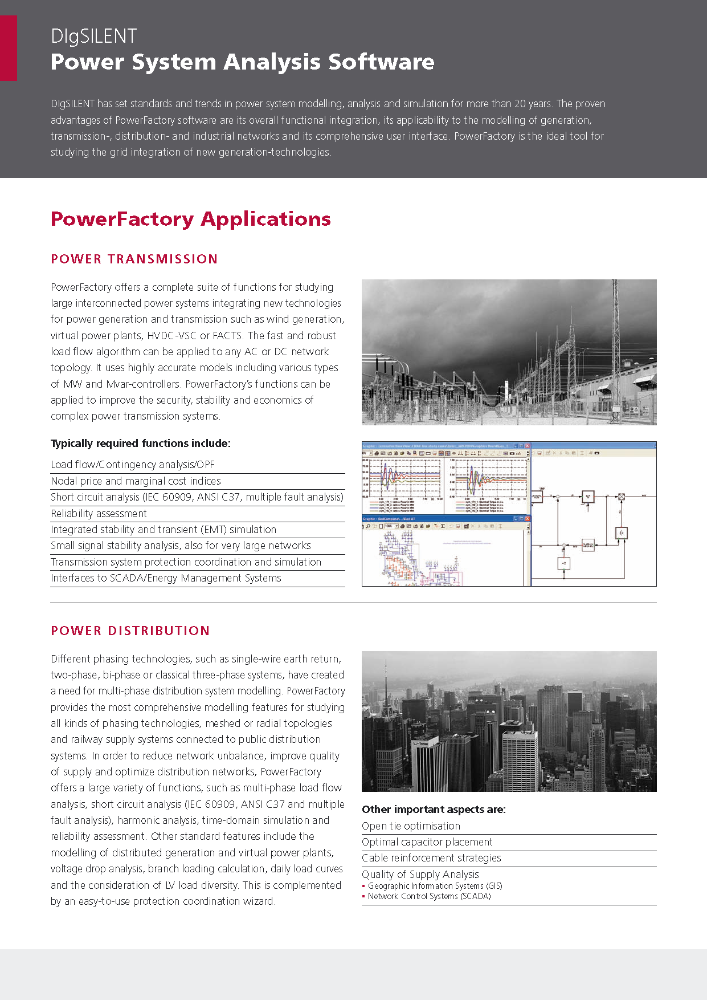 DIgSILENT
Power System Analysis Software
DIgSILENT has set standards and trends in power system modelling, analysis and simulation for more than 20 years. The proven
advantages of PowerFactory software are its overall functional integration, its applicability to the modelling of generation,
transmission-, distribution- and industrial networks and its comprehensive user interface. PowerFactory is the ideal tool for
studying the grid integration of new generation-technologies.
PowerFactory Applications
POWER TRANSMISSION
PowerFactory offers a complete suite of functions for studying
large interconnected power systems integrating new technologies
for power generation and transmission such as wind generation,
virtual power plants, HVDC-VSC or FACTS. The fast and robust
load flow algorithm can be applied to any AC or DC network
topology. It uses highly accurate models including various types
of MW and Mvar-controllers. PowerFactory's functions can be
applied to improve the security, stability and economics of
complex power transmission systems.
Typically required functions include:
Load flow/Contingency analysis/OPF
Nodal price and marginal cost indices
Short circuit analysis (IEC 60909, ANSI C37, multiple fault analysis)
Reliability assessment
Integrated stability and transient (EMT) simulation
Small signal stability analysis, also for very large networks
Transmission system protection coordination and simulation
Interfaces to SCADA/Energy Management Systems
POWER DISTRIBUTION
Different phasing technologies, such as single-wire earth return,
two-phase, bi-phase or classical three-phase systems, have created
a need for multi-phase distribution system modelling. PowerFactory
provides the most comprehensive modelling features for studying
all kinds of phasing technologies, meshed or radial topologies
and railway supply systems connected to public distribution
systems. In order to reduce network unbalance, improve quality
of supply and optimize distribution networks, PowerFactory
offers a large variety of functions, such as multi-phase load flow
analysis, short circuit analysis (IEC 60909, ANSI C37 and multiple
fault analysis), harmonic analysis, time-domain simulation and
reliability assessment. Other standard features include the
modelling of distributed generation and virtual power plants,
voltage drop analysis, branch loading calculation, daily load curves
and the consideration of LV load diversity. This is complemented
by an easy-to-use protection coordination wizard.
Other important aspects are:
Open tie optimisation
Optimal capacitor placement
Cable reinforcement strategies
Quality of Supply Analysis
▪ Geographic Information Systems (GIS)
▪ Network Control Systems (SCADA)